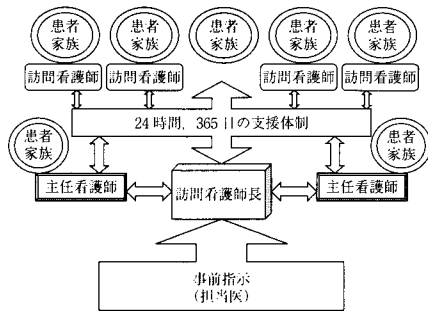 患者
家族
患者
家族
患者
家族
患者
家族
患者
家族
訪問看護師
訪問看護師
訪問看護師
訪問看護師
24時間，365日の支援体制
患者
家族
患者
家族
主任看護師
訪問看護師長
主任看護師
事前指示
(担当医)